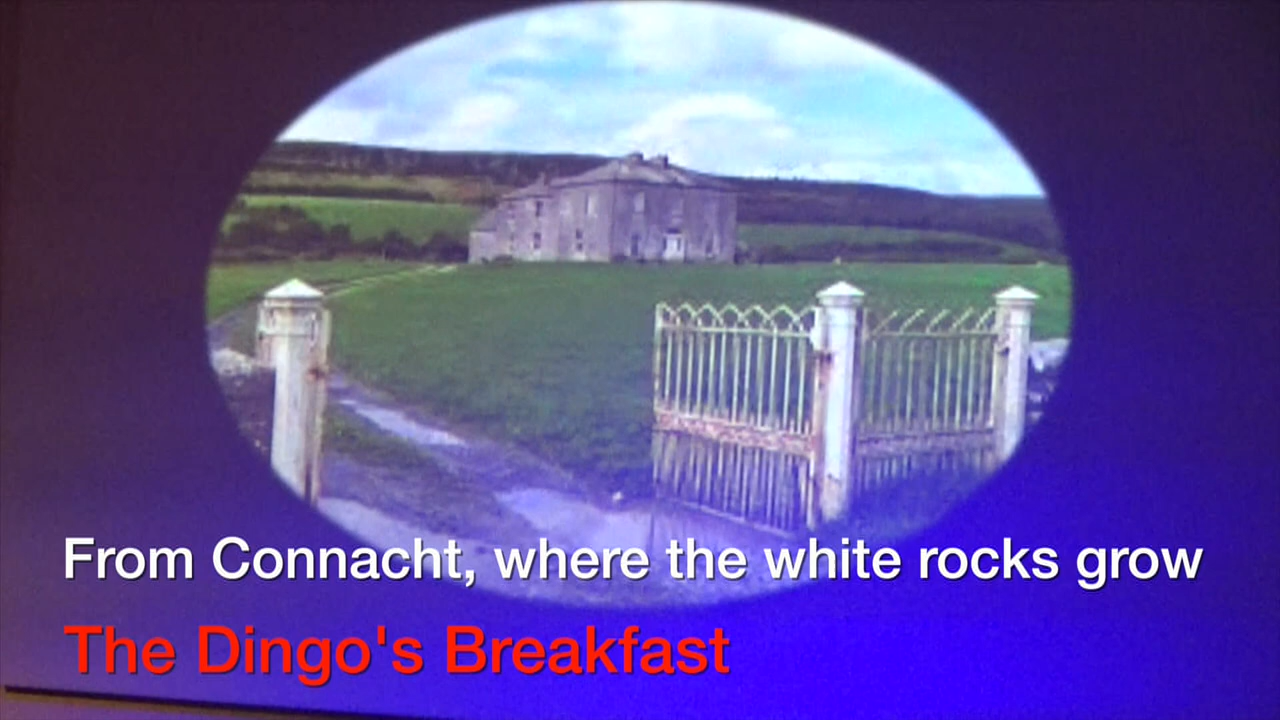 From Connacht, where the white rocks grow
The Dingo's Breakfast